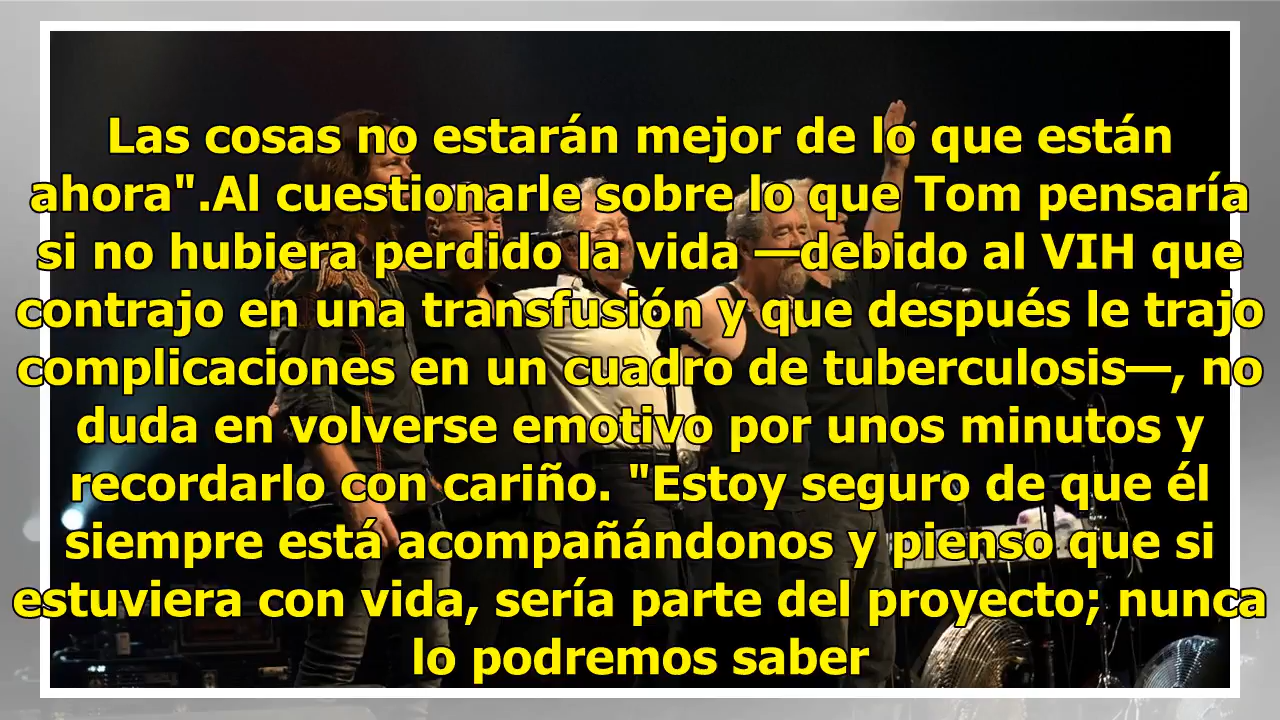 Las cosas no estarán mejor de lo que están
ahora".Al cuestionarle sobre lo que Tom pensaría
si no hubiera perdido la vida —debido al VIH que
contrajo en una transfusión y que después le trajo
complicaciones en un cuadro de tuberculosis—, no
duda en volverse emotivo por unos minutos y
recordarlo con cariño. "Estoy seguro de que él
siempre está acompañándonos y pienso que si
estuviera con vida, sería parte del proyecto; nunca
lo podremos saber